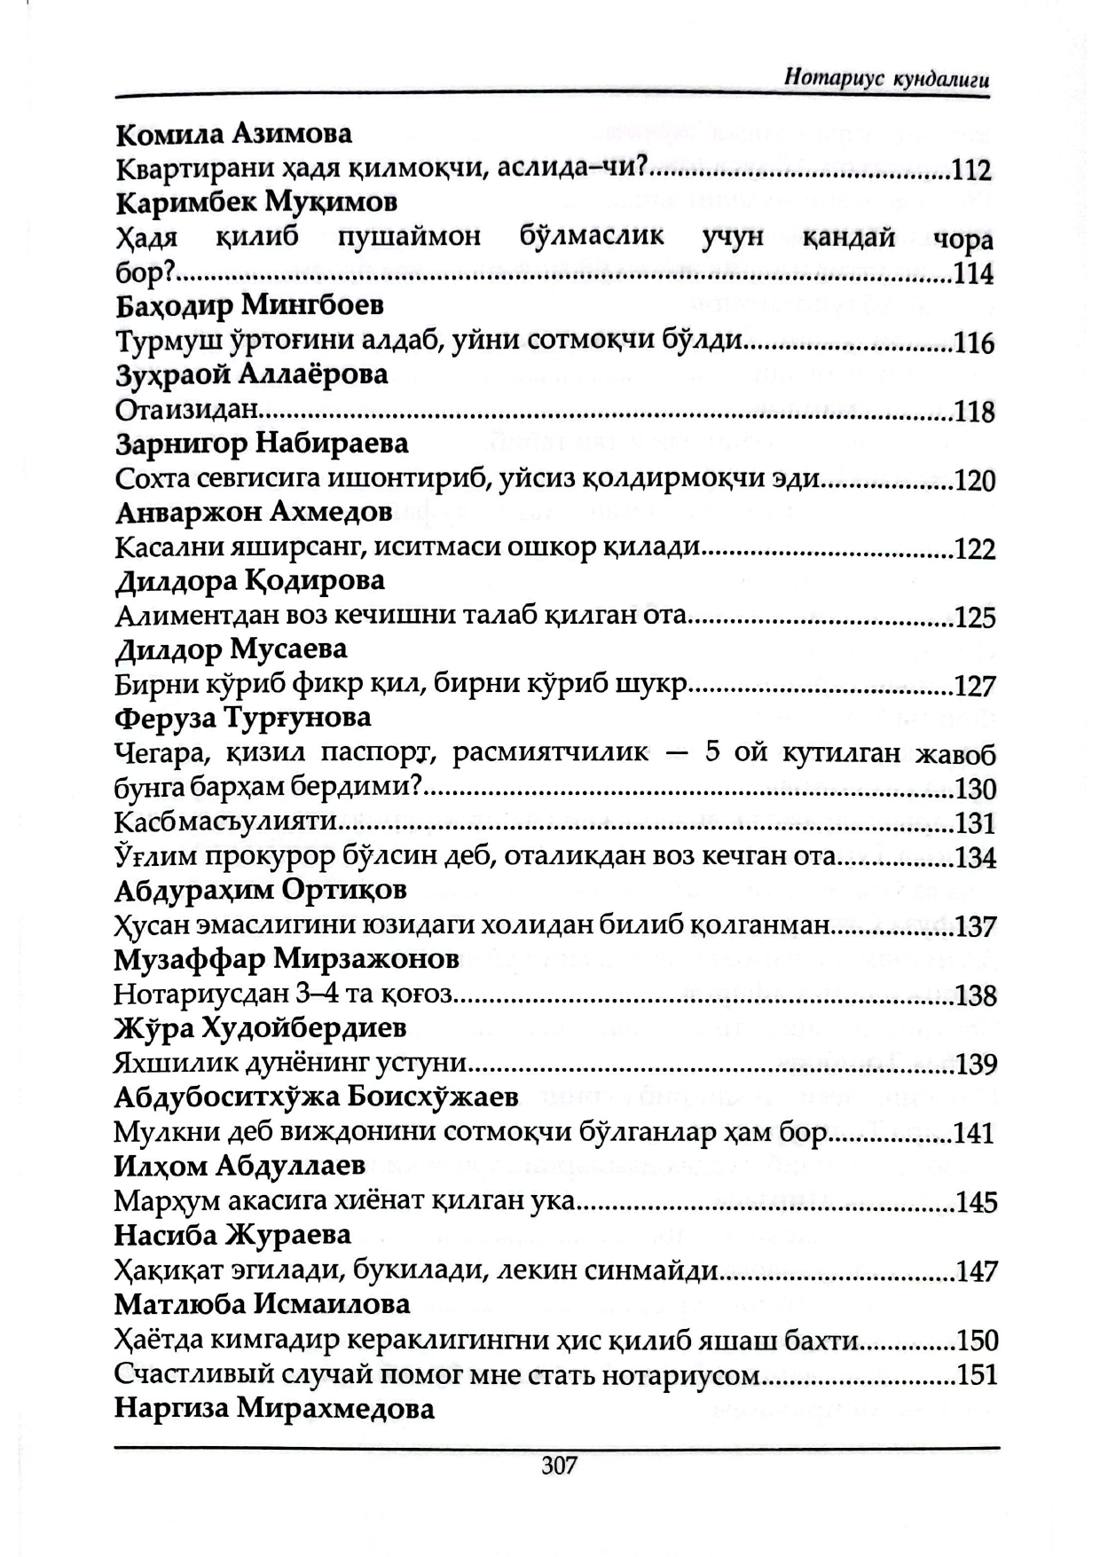 Нотариус кундалиги
Комила Азимова
Квартирани ҳадя қилмоқчи, аслида–чи?.......................................112
Каримбек Муқимов
Ҳадя қилиб пушаймон бўлмаслик учун қандай чора
бор?.......................................114
Баҳодир Мингбоев
Турмуш ўртоғини алдаб, уйни сотмоқчи бўлди...........................116
Зуҳраой Аллаёрова
Ота изидан.......................................118
Зарнигор Набираева
Сохта севгисига ишонтириб, уйсиз қолдирмоқчи эди.................120
Анваржон Ахмедов
Касални яширсанг, иситмаси ошкор қилади................................122
Дилдора Қодирова
Алиментдан воз кечишни талаб қилган ота..................................125
Дилдор Мусаева
Бирни кўриб фикр қил, бирни кўриб шукр..................................127
Феруза Турғунова
Чегара, қизил паспорт, расмиятчилик — 5 ой кутилган жавоб
бунга барҳам бердими?.......................................130
Касб масъулияти.......................................131
Ўғлим прокурор бўлсин деб, оталикдан воз кечган ота...............134
Абдураҳим Ортиқов
Ҳусан эмаслигини юзидаги холидан билиб қолганман................137
Музаффар Мирзажонов
Нотариусдан 3–4 та қоғоз.......................................138
Жўра Худойбердиев
Яхшилик дунёнинг устуни.......................................139
Абдубоситхўжа Боисхўжаев
Мулкни деб виждонини сотмоқчи бўлганлар ҳам бор................141
Илҳом Абдуллаев
Марҳум акасига хиёнат қилган ука.......................................145
Насиба Жураева
Ҳақиқат эгилади, букилади, лекин синмайди..............................147
Матлюба Исмаилова
Ҳаётда кимгадир кераклигингни ҳис қилиб яшаш бахти............150
Счастливый случай помог мне стать нотариусом.........................151
Наргиза Мирахмедова
307